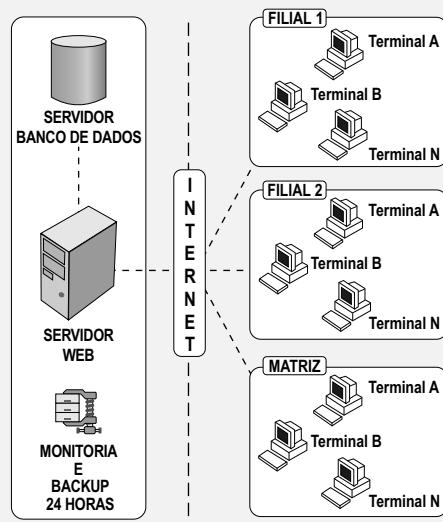 SERVIDOR
BANCO DE DADOS
SERVIDOR
WEB
MONITORIA
E
BACKUP
24 HORAS
INTERNET
FILIAL 1
Terminal A
Terminal B
Terminal N
FILIAL 2
Terminal A
Terminal B
Terminal N
MATRIZ
Terminal A
Terminal B
Terminal N